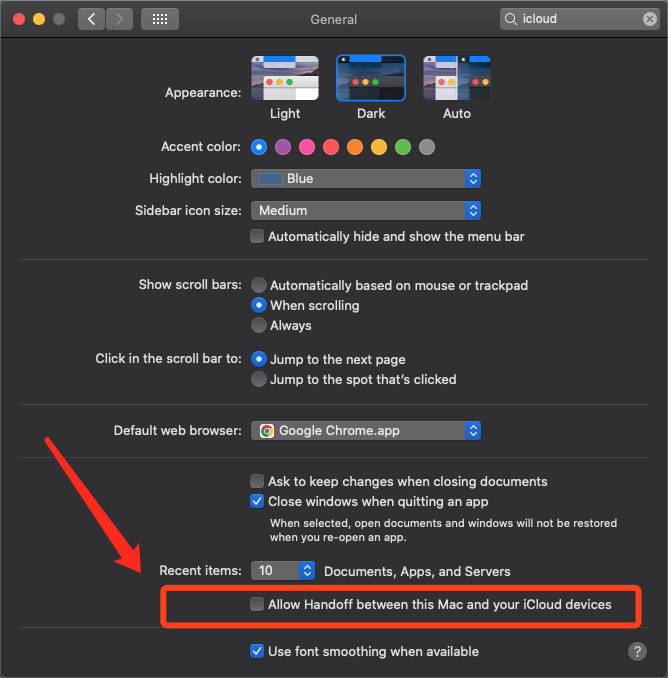 General
icloud
Appearance:
Light
Dark
Auto
Accent color:
Highlight color:
Blue
Sidebar icon size:
Medium
Automatically hide and show the menu bar
Show scroll bars:
Automatically based on mouse or trackpad
When scrolling
Always
Click in the scroll bar to:
Jump to the next page
Jump to the spot that's clicked
Default web browser:
Google Chrome.app
Ask to keep changes when closing documents
Close windows when quitting an app
When selected, open documents and windows will not be restored
when you re-open an app.
Recent items:
10
Documents, Apps, and Servers
Allow Handoff between this Mac and your iCloud devices
Use font smoothing when available
?